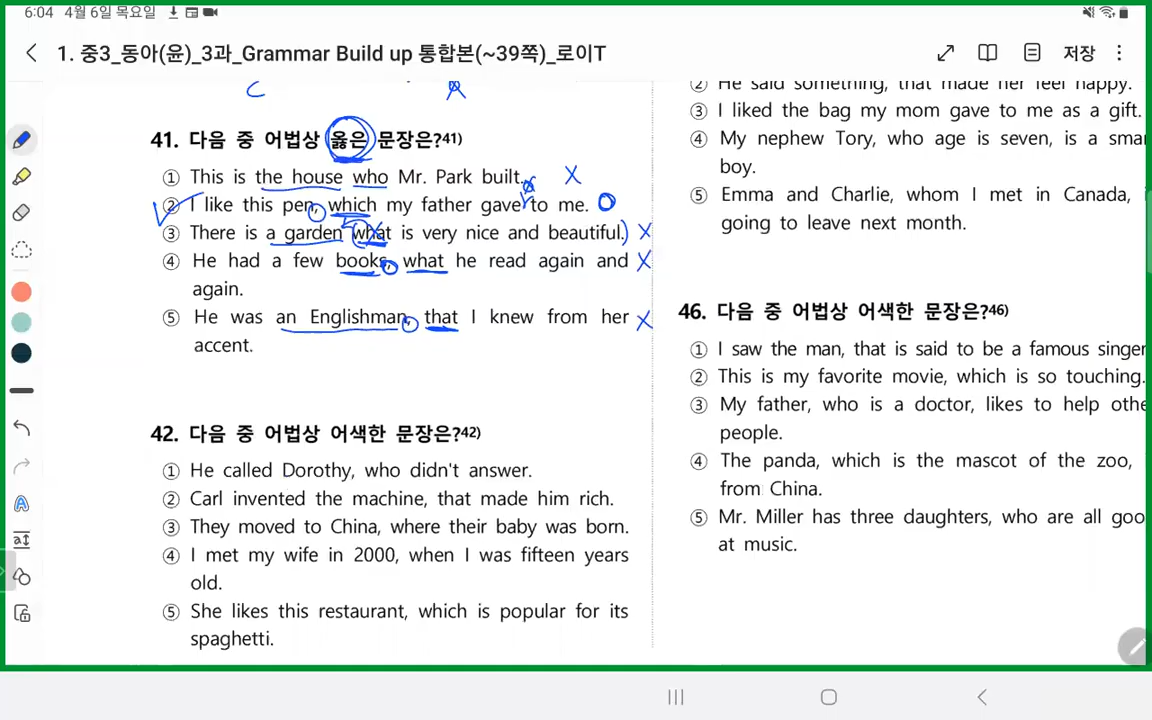 6:04 4월 6일 목요일
1. 중3_동아(윤)_3과_Grammar Build up 통합본(~39쪽)_로이T
저장
41. 다음 중 어법상 옳은 문장은?41)
① This is the house who Mr. Park built. X
② I like this pen, which my father gave to me. O
③ There is a garden what is very nice and beautiful.) X
④ He had a few books, what he read again and X
again.
⑤ He was an Englishman, that I knew from her X
accent.
42. 다음 중 어법상 어색한 문장은?42)
① He called Dorothy, who didn't answer.
② Carl invented the machine, that made him rich.
③ They moved to China, where their baby was born.
④ I met my wife in 2000, when I was fifteen years
old.
⑤ She likes this restaurant, which is popular for its
spaghetti.
② He said something, that made her feel happy.
③ I liked the bag my mom gave to me as a gift.
④ My nephew Tory, who age is seven, is a smar
boy.
⑤ Emma and Charlie, whom I met in Canada,
going to leave next month.
46. 다음 중 어법상 어색한 문장은?46)
① I saw the man, that is said to be a famous singer
② This is my favorite movie, which is so touching.
③ My father, who is a doctor, likes to help othe
people.
④ The panda, which is the mascot of the zoo,
from China.
⑤ Mr. Miller has three daughters, who are all goo
at music.